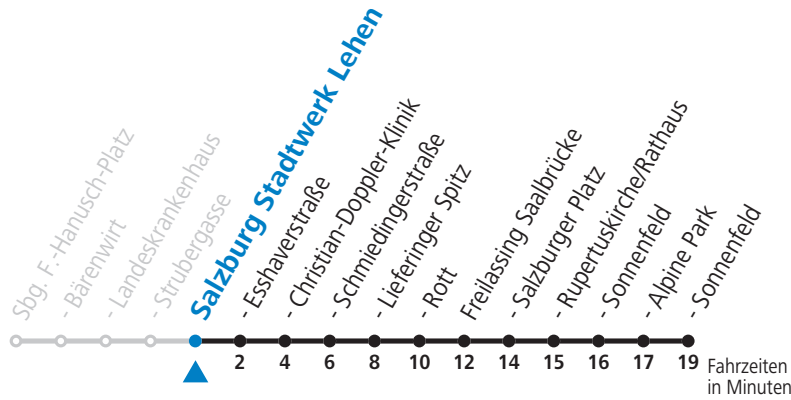 Sbg. F.-Hanusch-Platz
- Bärenwirt
- Landeskrankenhaus
- Strubergasse
Salzburg Stadtwerk Lehen
- Esshaverstraße
- Christian-Doppler-Klinik
- Schmiedingerstraße
- Lieferinger Spitz
- Rott
Freilassing Saalbrücke
- Salzburger Platz
- Rupertuskirche/Rathaus
- Sonnenfeld
- Alpine Park
- Sonnenfeld
2 4 6 8 10 12 14 15 16 17 19
Fahrzeiten
in Minuten